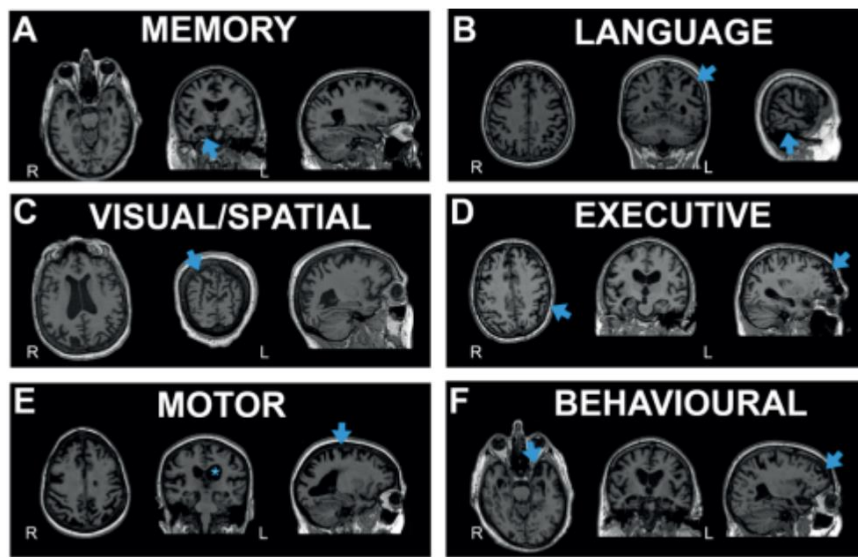 A MEMORY
R L
B LANGUAGE
R L
C VISUAL/SPATIAL
R L
D EXECUTIVE
R L
E MOTOR
*
R L
F BEHAVIOURAL
R L